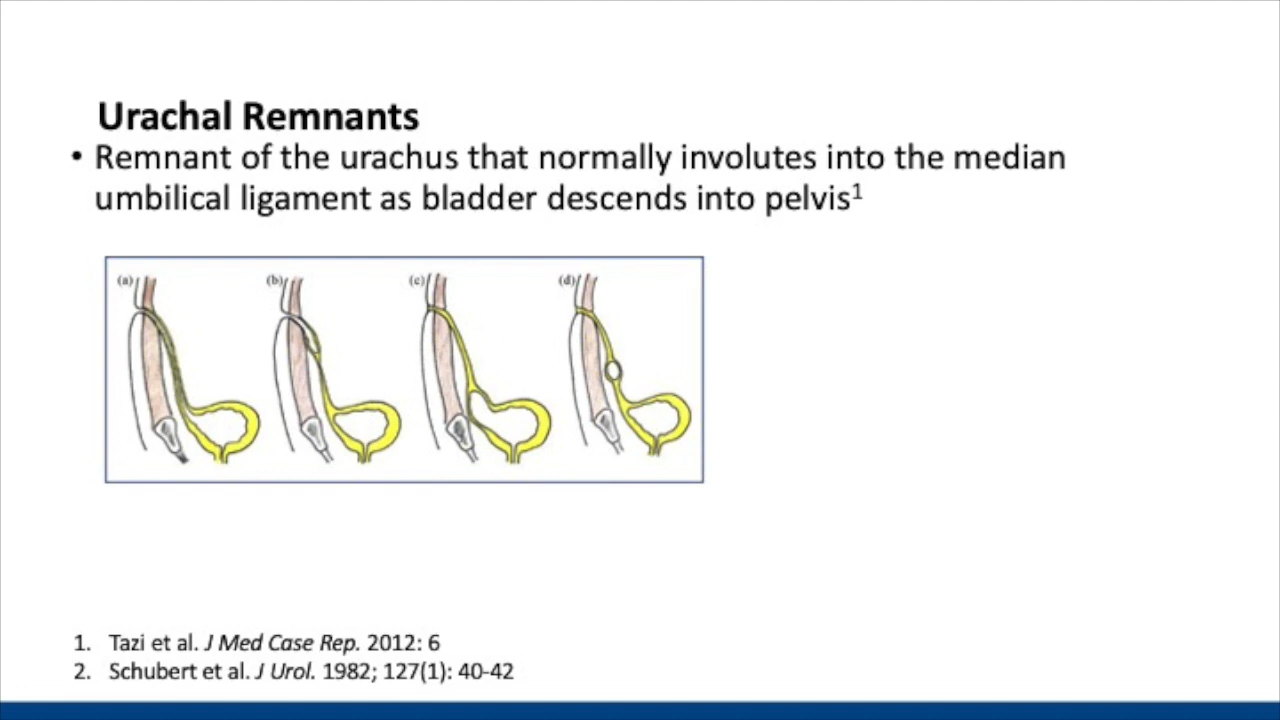 Urachal Remnants
• Remnant of the urachus that normally involutes into the median
umbilical ligament as bladder descends into pelvis¹
(a) (b) (c) (d)
1. Tazi et al. J Med Case Rep. 2012: 6
2. Schubert et al. J Urol. 1982; 127(1): 40-42